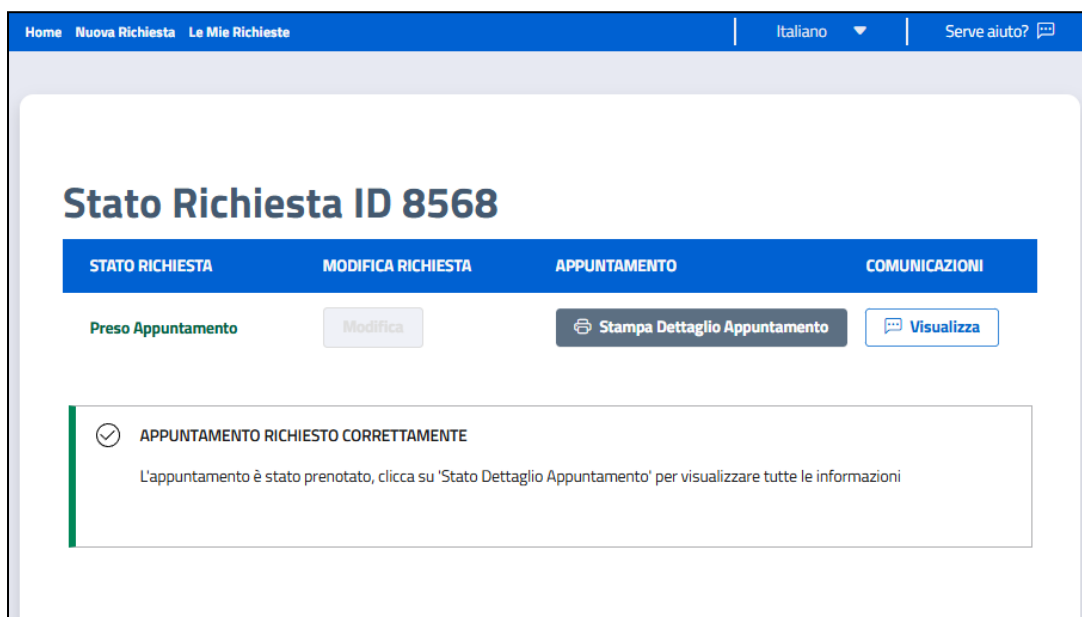 Home Nuova Richiesta Le Mie Richieste Italiano Serve aiuto?
Stato Richiesta ID 8568
STATO RICHIESTA MODIFICA RICHIESTA APPUNTAMENTO COMUNICAZIONI
Preso Appuntamento Modifica Stampa Dettaglio Appuntamento Visualizza
APPUNTAMENTO RICHIESTO CORRETTAMENTE
L'appuntamento è stato prenotato, clicca su 'Stato Dettaglio Appuntamento' per visualizzare tutte le informazioni